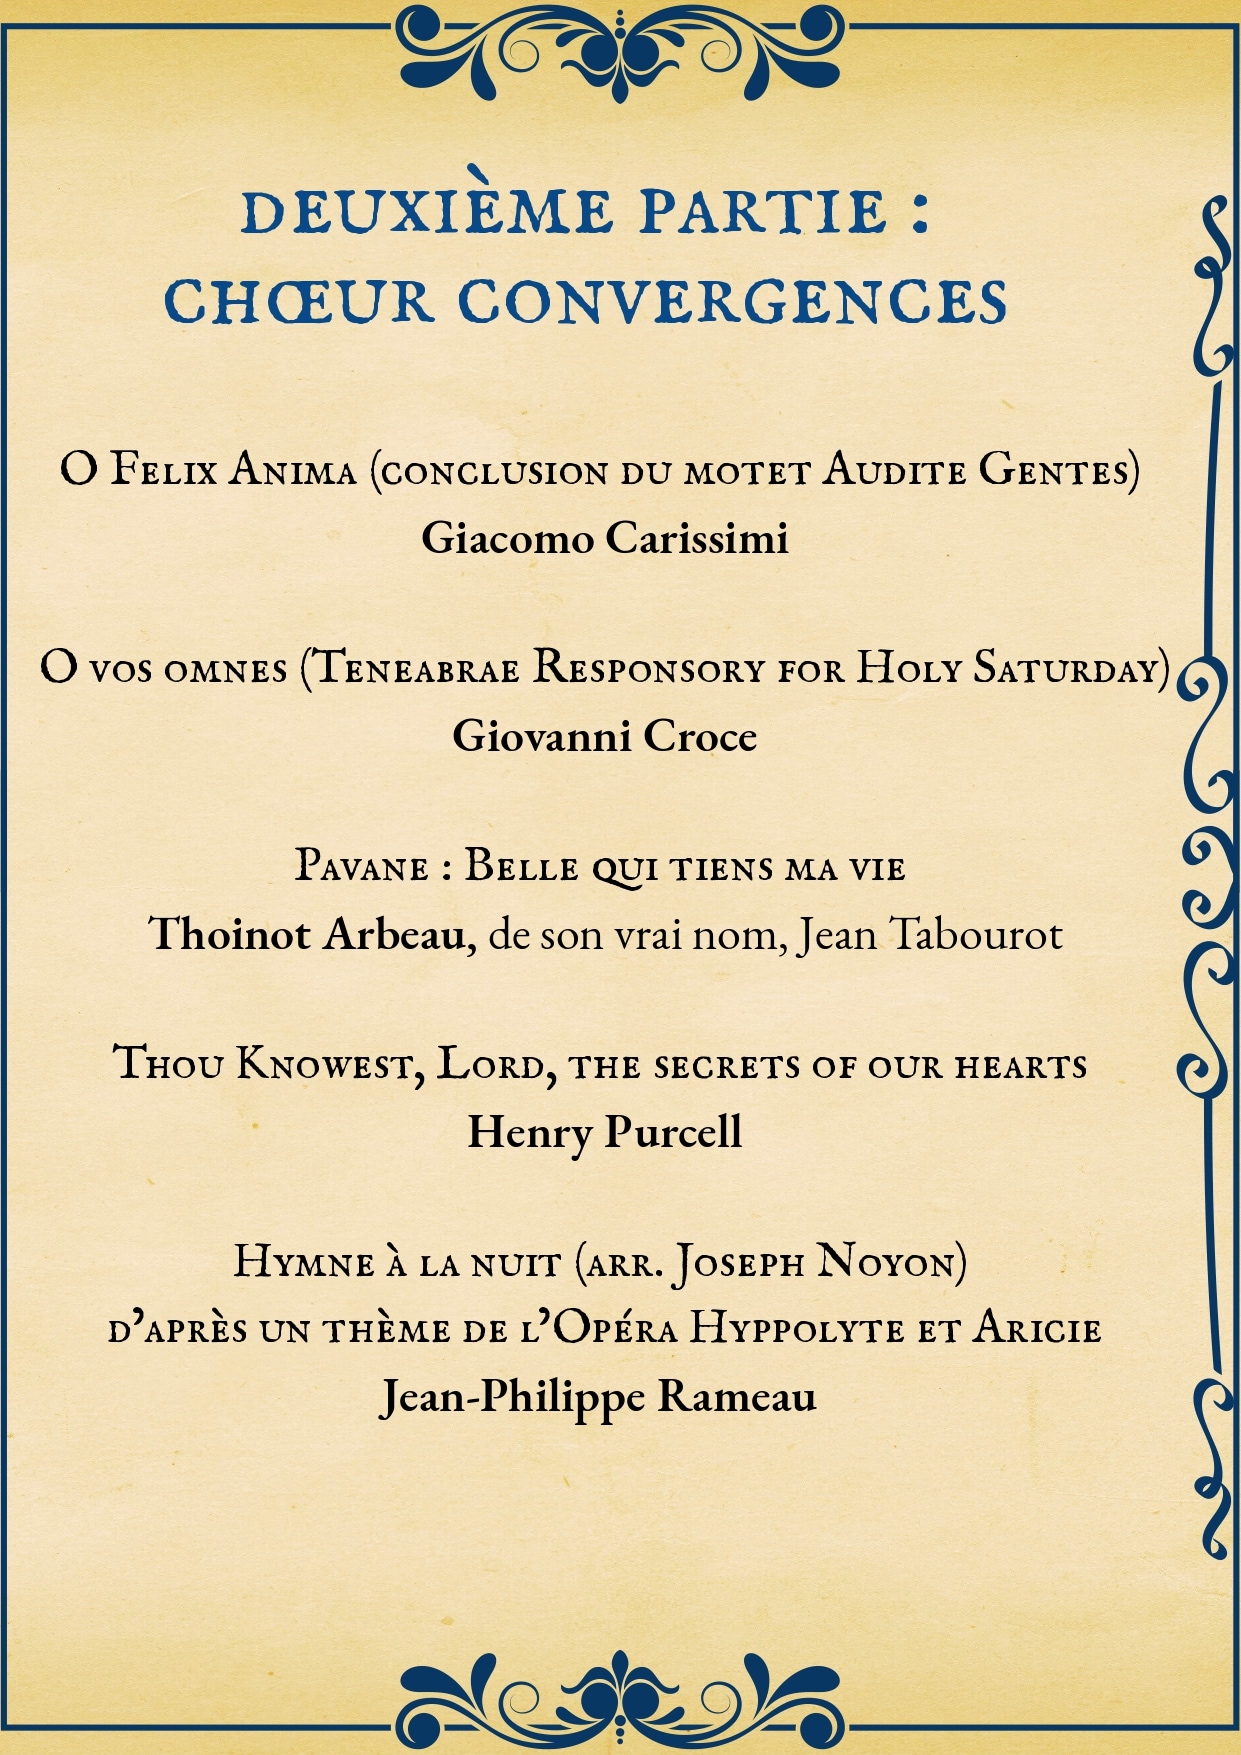 DEUXIÈME PARTIE :
CHŒUR CONVERGENCES
O Felix Anima (conclusion du motet Audite Gentes)
Giacomo Carissimi
O vos omnes (Teneabrae Responsory for Holy Saturday)
Giovanni Croce
Pavane : Belle qui tiens ma vie
Thoinot Arbeau, de son vrai nom, Jean Tabourot
Thou Knowest, Lord, the secrets of our hearts
Henry Purcell
Hymne à la nuit (arr. Joseph Noyon)
d'après un thème de l'Opéra Hyppolyte et Aricie
Jean-Philippe Rameau